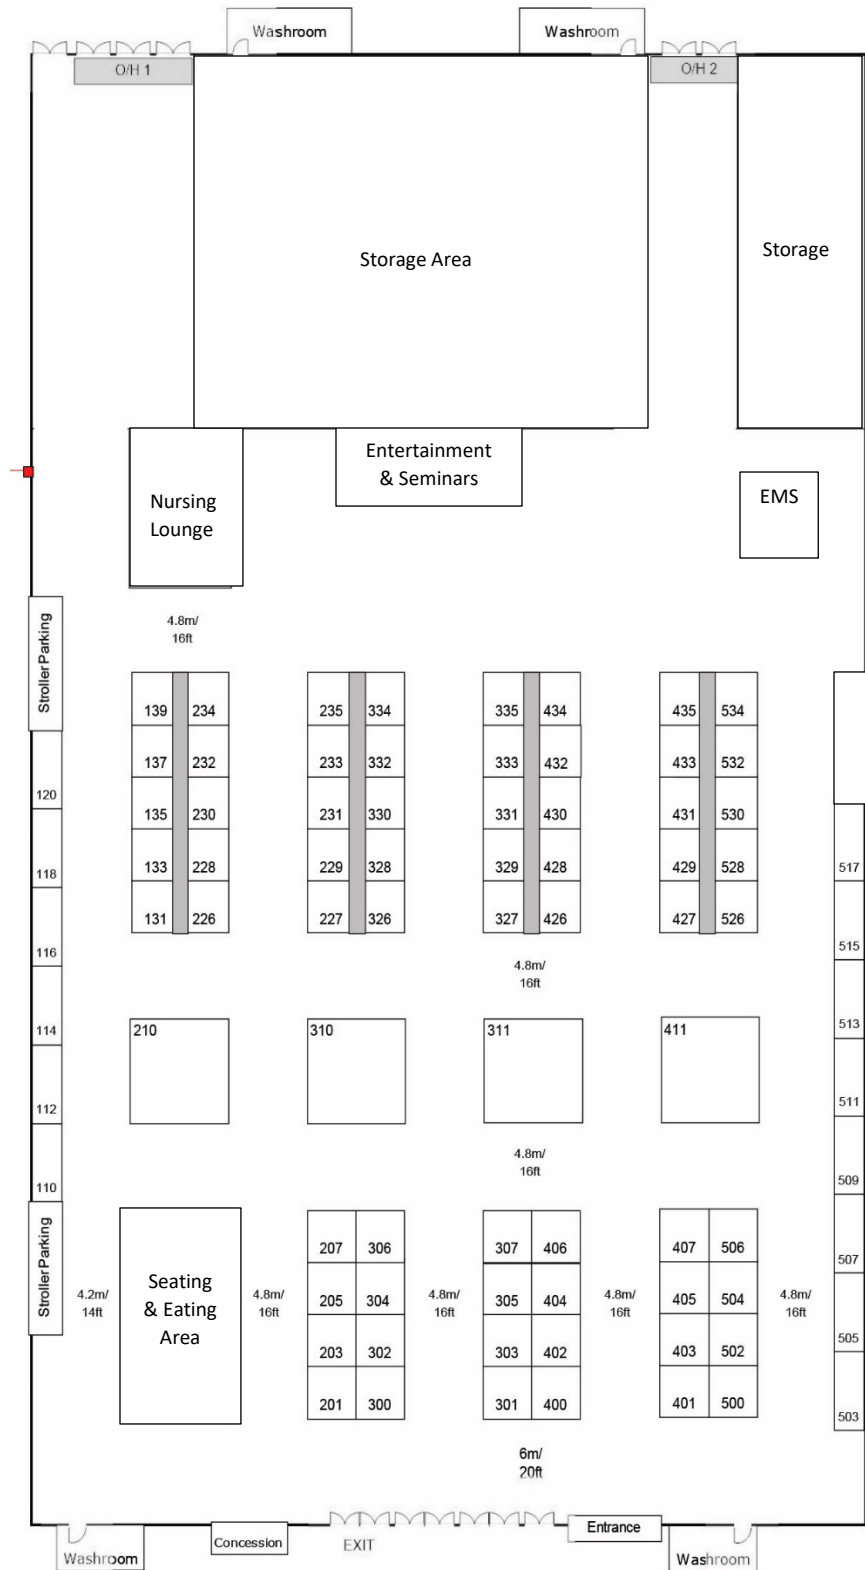 Washroom
Washroom
O/H 1
O/H 2
Storage Area
Storage
Entertainment
& Seminars
Nursing
Lounge
EMS
Stroller Parking
4.8m/
16ft
139 234
235 334
335 434
435 534
137 232
233 332
333 432
433 532
120
135 230
231 330
331 430
431 530
118
133 228
229 328
329 428
429 528
517
116
131 226
227 326
327 426
427 526
515
4.8m/
16ft
114
210
310
311
411
513
112
511
4.8m/
16ft
110
509
Stroller Parking
207 306
307 406
407 506
507
4.2m/
14ft
Seating
& Eating
Area
4.8m/
16ft
205 304
4.8m/
16ft
305 404
4.8m/
16ft
405 504
4.8m/
16ft
505
203 302
303 402
403 502
201 300
301 400
401 500
503
6m/
20ft
Washroom
Concession
EXIT
Entrance
Washroom